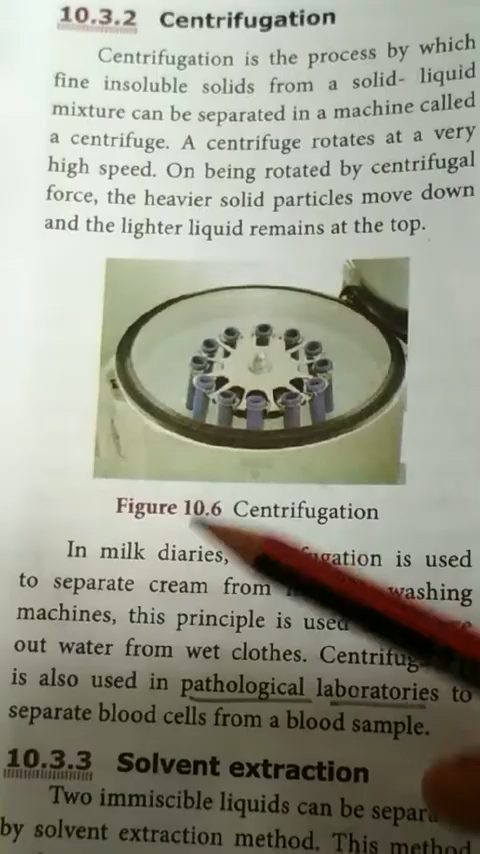 10.3.2 Centrifugation
Centrifugation is the process by which
fine insoluble solids from a solid- liquid
mixture can be separated in a machine called
a centrifuge. A centrifuge rotates at a very
high speed. On being rotated by centrifugal
force, the heavier solid particles move down
and the lighter liquid remains at the top.
Figure 10.6 Centrifugation
In milk diaries, fugation is used
to separate cream from washing
machines, this principle is used
out water from wet clothes. Centrifug
is also used in pathological laboratories to
separate blood cells from a blood sample.
10.3.3 Solvent extraction
Two immiscible liquids can be separ
by solvent extraction method. This method